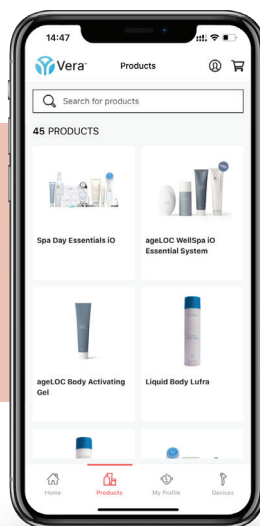 14:47
Vera
Products
Search for products
45 PRODUCTS
Spa Day Essentials iO
ageLOC WellSpa iO
Essential System
ageLOC Body Activating
Gel
Liquid Body Lufra
Home
Products
My Profile
Devices